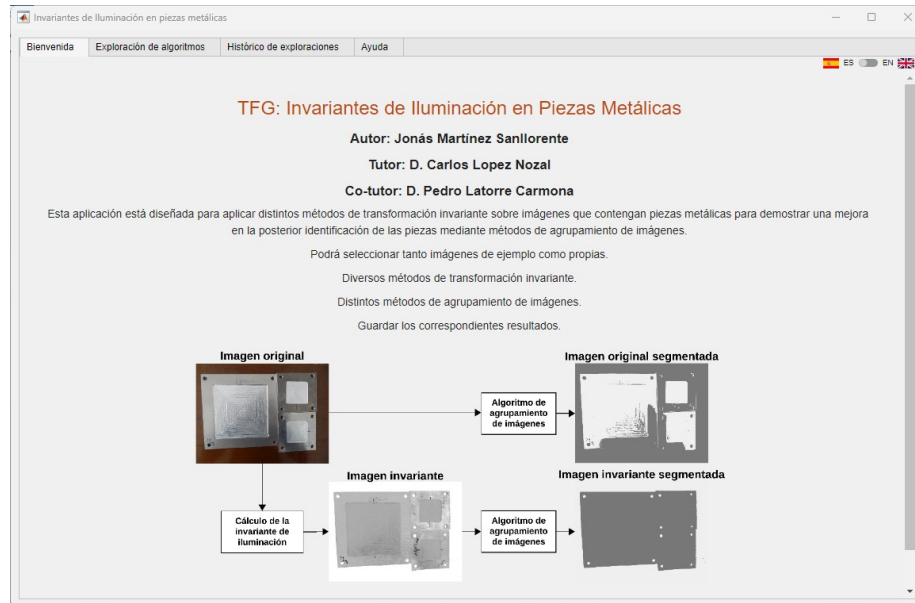 Invariantes de Iluminación en piezas metálicas
Bienvenida
Exploración de algoritmos
Histórico de exploraciones
Ayuda
ES
EN
TFG: Invariantes de Iluminación en Piezas Metálicas
Autor: Jonás Martínez Sanllorente
Tutor: D. Carlos Lopez Nozal
Co-tutor: D. Pedro Latorre Carmona
Esta aplicación está diseñada para aplicar distintos métodos de transformación invariante sobre imágenes que contengan piezas metálicas para demostrar una mejora
en la posterior identificación de las piezas mediante métodos de agrupamiento de imágenes.
Podrá seleccionar tanto imágenes de ejemplo como propias.
Diversos métodos de transformación invariante.
Distintos métodos de agrupamiento de imágenes.
Guardar los correspondientes resultados.
Imagen original
Imagen original segmentada
Algoritmo de
agrupamiento
de imágenes
Imagen invariante
Imagen invariante segmentada
Cálculo de la
invariante de
iluminación
Algoritmo de
agrupamiento
de imágenes